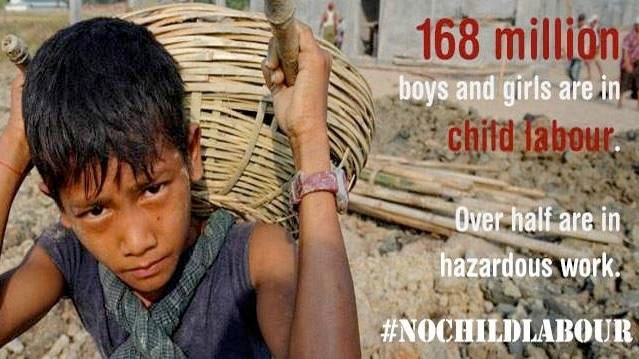 168 million
boys and girls are in
child labour.
Over half are in
hazardous work.
#NOCHILDLABOUR